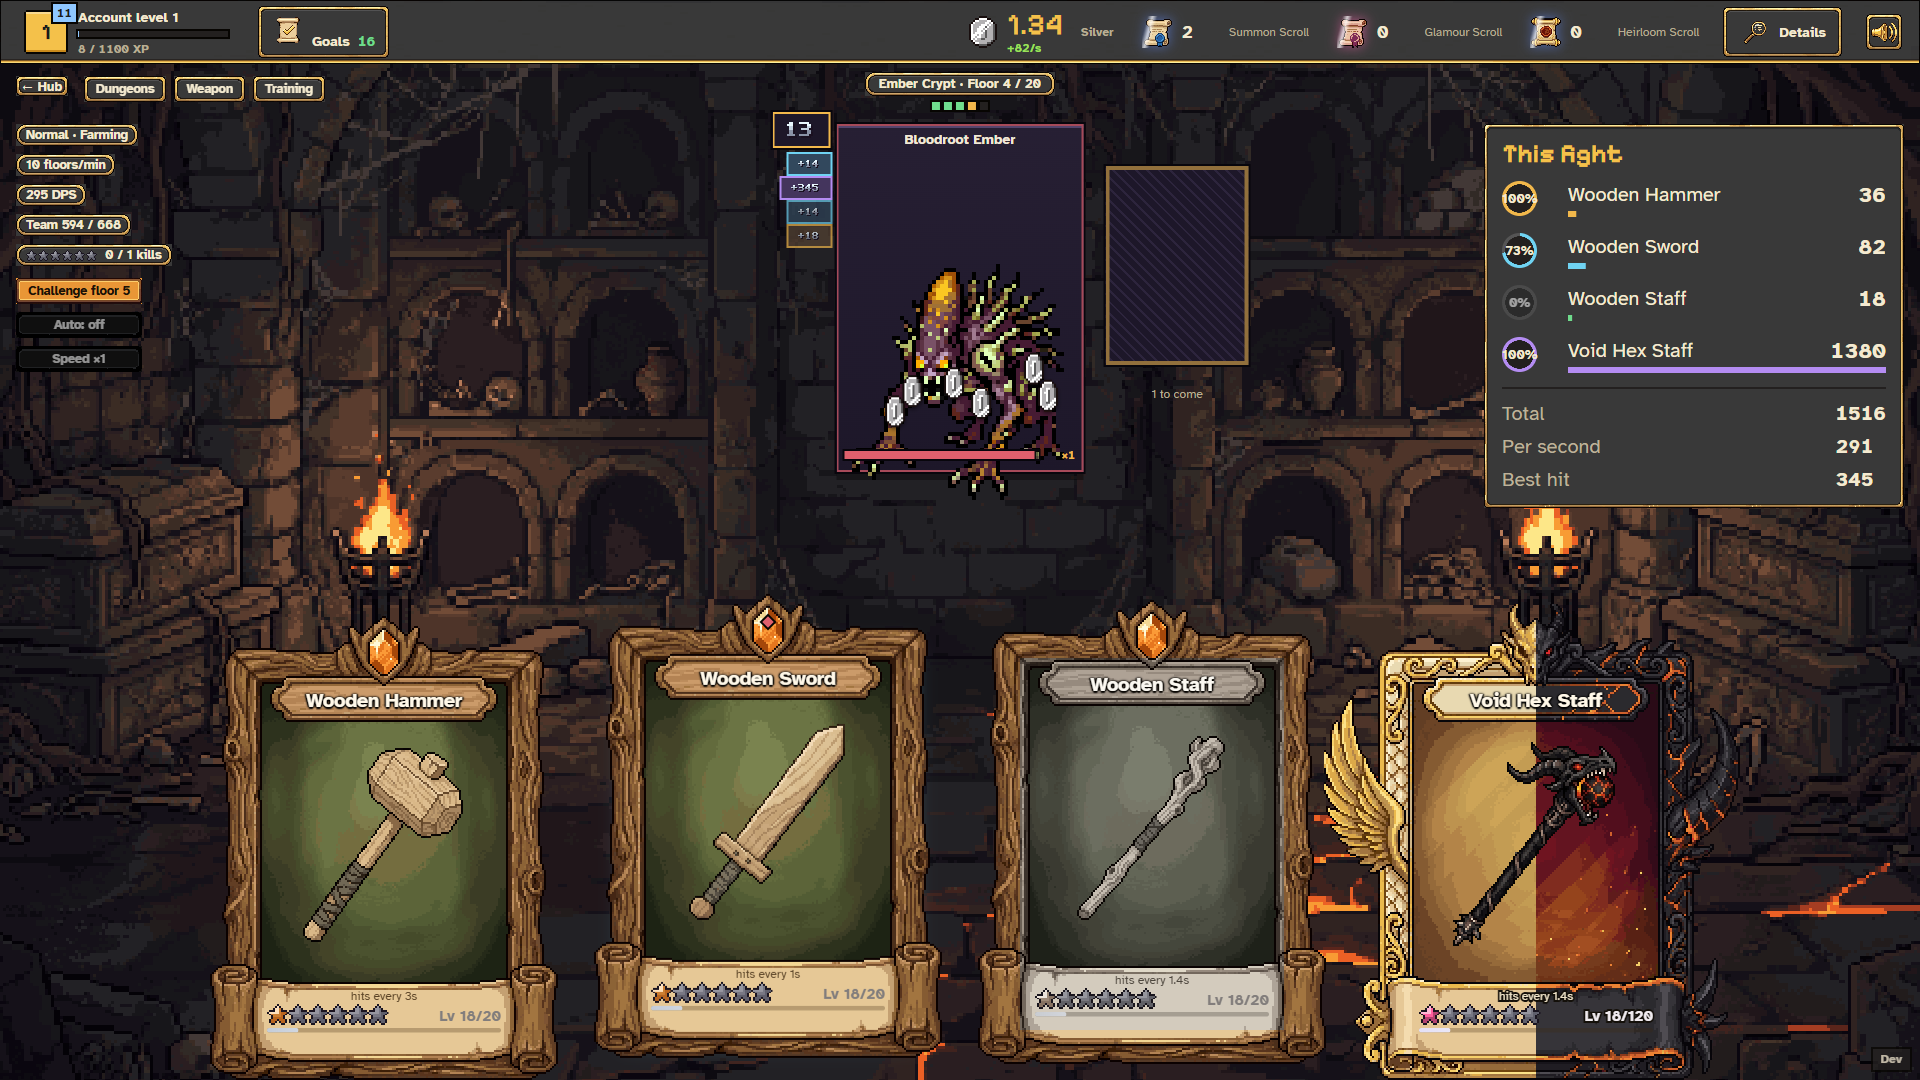 1
11
Account level 1
8 / 1100 XP
Goals 16
1.34
+82/s
Silver
2
Summon Scroll
0
Glamour Scroll
0
Heirloom Scroll
Details
← Hub
Dungeons
Weapon
Training
Normal · Farming
10 floors/min
295 DPS
Team 594 / 668
0 / 1 kills
Challenge floor 5
Auto: off
Speed ×1
Ember Crypt · Floor 4 / 20
13
+14
+345
+14
+18
Bloodroot Ember
×1
1 to come
This fight
100%
Wooden Hammer
36
73%
Wooden Sword
82
0%
Wooden Staff
18
100%
Void Hex Staff
1380
Total
1516
Per second
291
Best hit
345
Wooden Hammer
hits every 3s
Lv 18/20
Wooden Sword
hits every 1s
Lv 18/20
Wooden Staff
hits every 1.4s
Lv 18/20
Void Hex Staff
hits every 1.4s
Lv 18/120
Dev